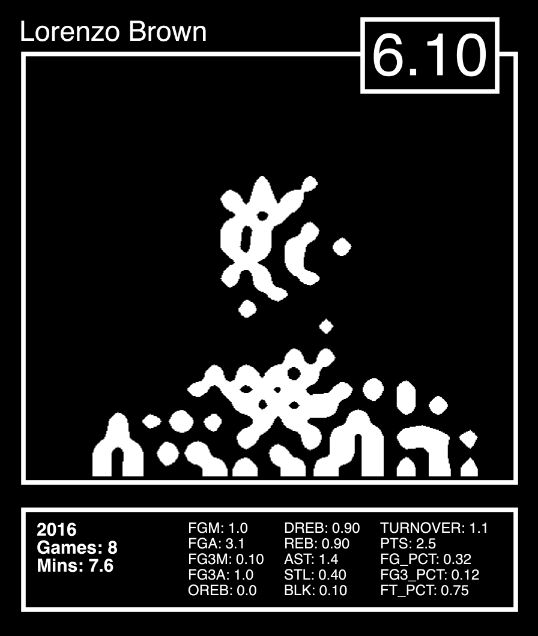 Lorenzo Brown
6.10
2016
Games: 8
Mins: 7.6
FGM: 1.0
FGA: 3.1
FG3M: 0.10
FG3A: 1.0
OREB: 0.0
DREB: 0.90
REB: 0.90
AST: 1.4
STL: 0.40
BLK: 0.10
TURNOVER: 1.1
PTS: 2.5
FG_PCT: 0.32
FG3_PCT: 0.12
FT_PCT: 0.75